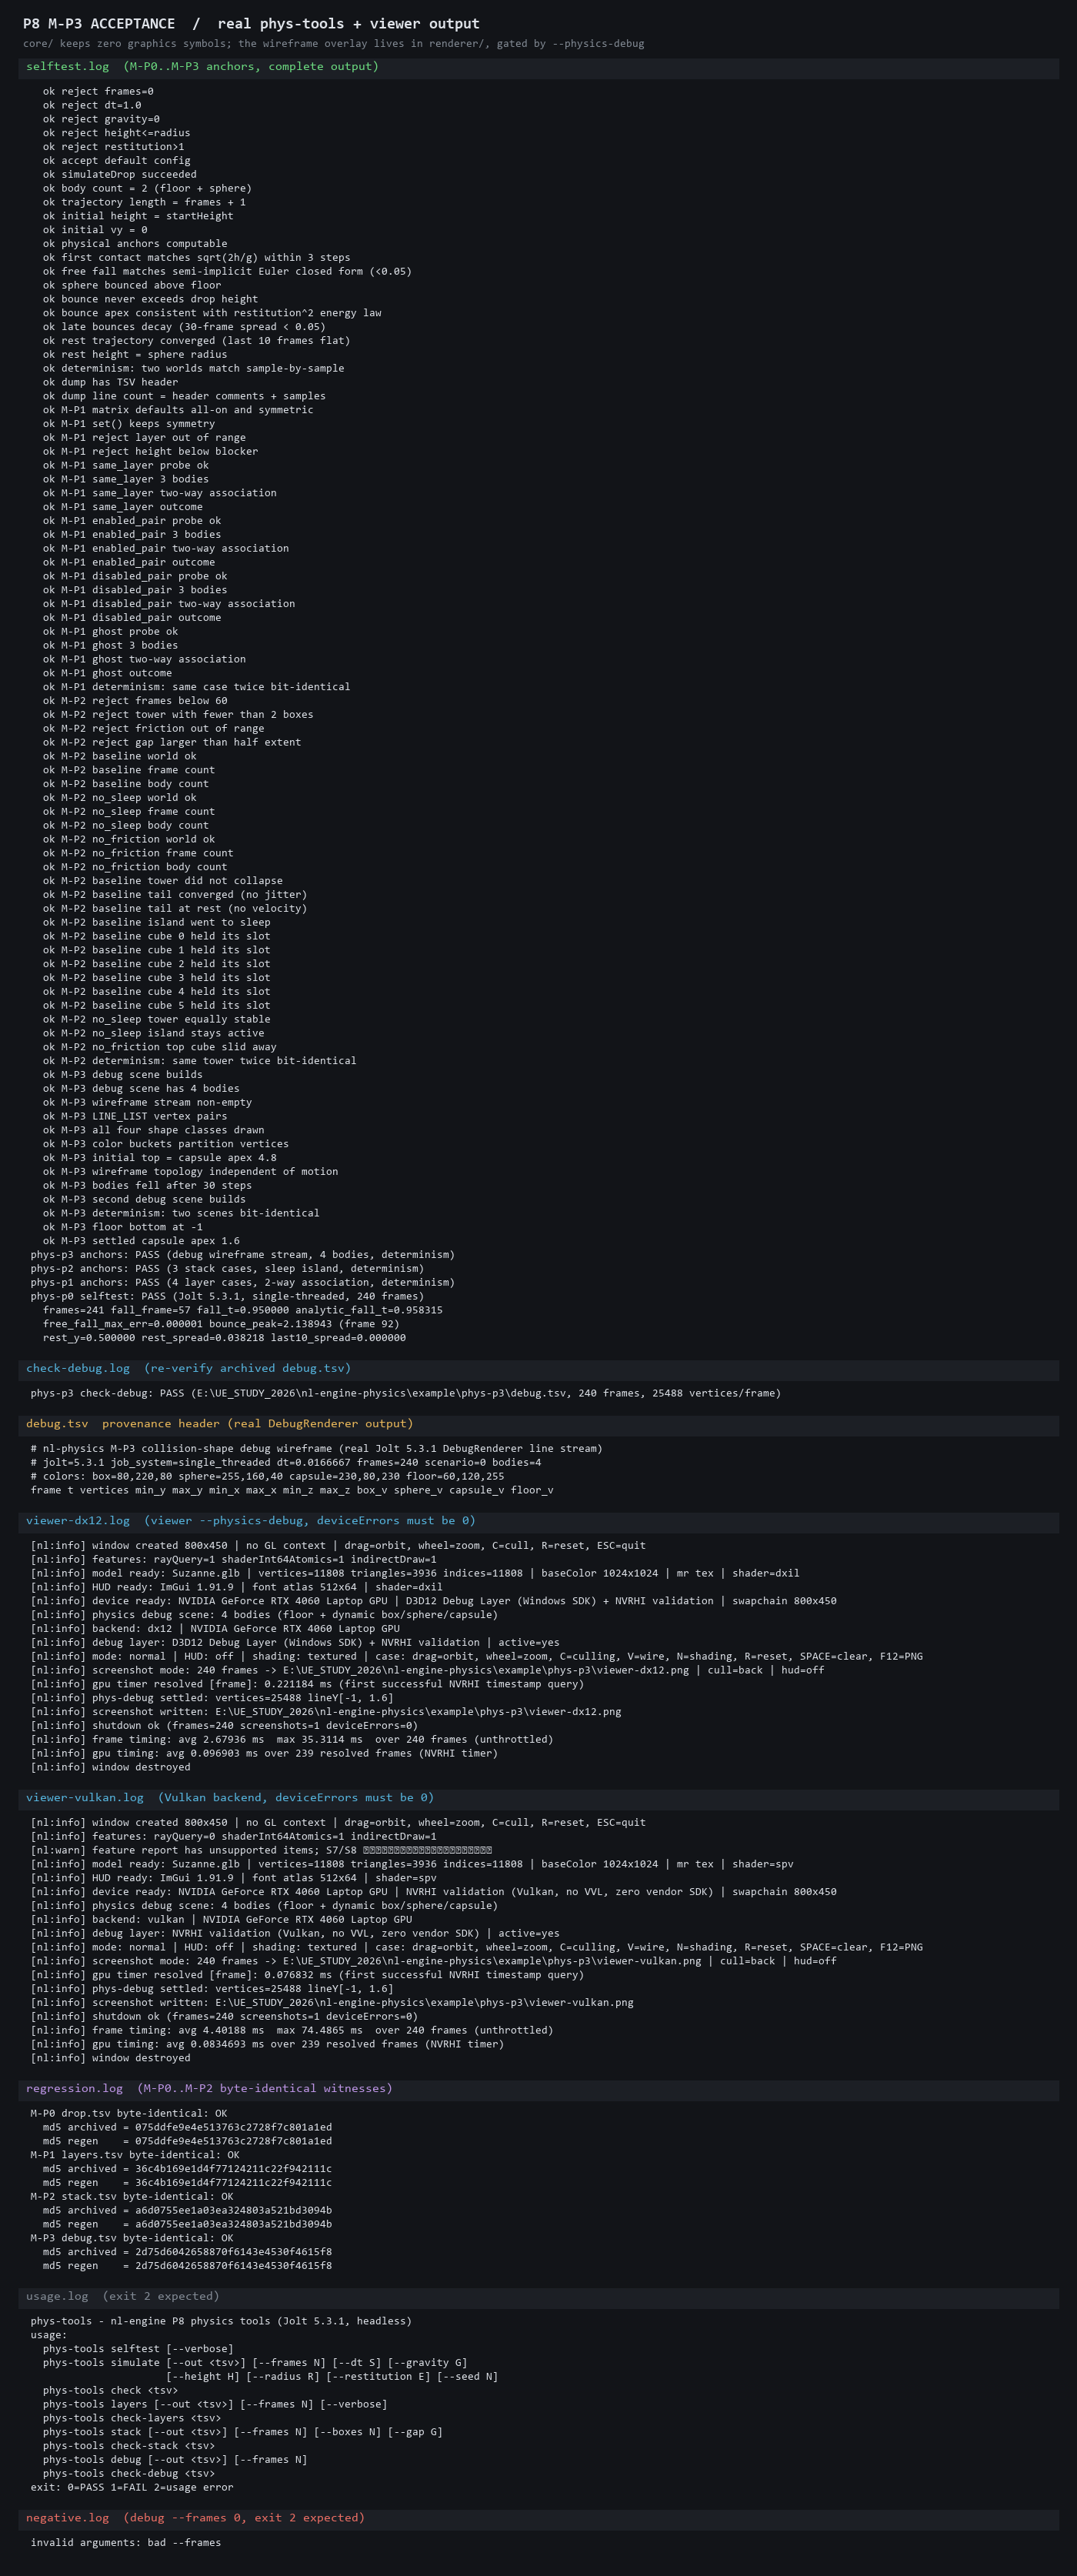 P8 M-P3 ACCEPTANCE / real phys-tools + viewer output
core/ keeps zero graphics symbols; the wireframe overlay lives in renderer/, gated by --physics-debug
selftest.log (M-P0..M-P3 anchors, complete output)
ok reject frames=0
ok reject dt=1.0
ok reject gravity=0
ok reject height<=radius
ok reject restitution>1
ok accept default config
ok simulateDrop succeeded
ok body count = 2 (floor + sphere)
ok trajectory length = frames + 1
ok initial height = startHeight
ok initial vy = 0
ok physical anchors computable
ok first contact matches sqrt(2h/g) within 3 steps
ok free fall matches semi-implicit Euler closed form (<0.05)
ok sphere bounced above floor
ok bounce never exceeds drop height
ok bounce apex consistent with restitution^2 energy law
ok late bounces decay (30-frame spread < 0.05)
ok rest trajectory converged (last 10 frames flat)
ok rest height = sphere radius
ok determinism: two worlds match sample-by-sample
ok dump has TSV header
ok dump line count = header comments + samples
ok M-P1 matrix defaults all-on and symmetric
ok M-P1 set() keeps symmetry
ok M-P1 reject layer out of range
ok M-P1 reject height below blocker
ok M-P1 same_layer probe ok
ok M-P1 same_layer 3 bodies
ok M-P1 same_layer two-way association
ok M-P1 same_layer outcome
ok M-P1 enabled_pair probe ok
ok M-P1 enabled_pair 3 bodies
ok M-P1 enabled_pair two-way association
ok M-P1 enabled_pair outcome
ok M-P1 disabled_pair probe ok
ok M-P1 disabled_pair 3 bodies
ok M-P1 disabled_pair two-way association
ok M-P1 disabled_pair outcome
ok M-P1 ghost probe ok
ok M-P1 ghost 3 bodies
ok M-P1 ghost two-way association
ok M-P1 ghost outcome
ok M-P1 determinism: same case twice bit-identical
ok M-P2 reject frames below 60
ok M-P2 reject tower with fewer than 2 boxes
ok M-P2 reject friction out of range
ok M-P2 reject gap larger than half extent
ok M-P2 baseline world ok
ok M-P2 baseline frame count
ok M-P2 baseline body count
ok M-P2 no_sleep world ok
ok M-P2 no_sleep frame count
ok M-P2 no_sleep body count
ok M-P2 no_friction world ok
ok M-P2 no_friction frame count
ok M-P2 no_friction body count
ok M-P2 baseline tower did not collapse
ok M-P2 baseline tail converged (no jitter)
ok M-P2 baseline tail at rest (no velocity)
ok M-P2 baseline island went to sleep
ok M-P2 baseline cube 0 held its slot
ok M-P2 baseline cube 1 held its slot
ok M-P2 baseline cube 2 held its slot
ok M-P2 baseline cube 3 held its slot
ok M-P2 baseline cube 4 held its slot
ok M-P2 baseline cube 5 held its slot
ok M-P2 no_sleep tower equally stable
ok M-P2 no_sleep island stays active
ok M-P2 no_friction top cube slid away
ok M-P2 determinism: same tower twice bit-identical
ok M-P3 debug scene builds
ok M-P3 debug scene has 4 bodies
ok M-P3 wireframe stream non-empty
ok M-P3 LINE_LIST vertex pairs
ok M-P3 all four shape classes drawn
ok M-P3 color buckets partition vertices
ok M-P3 initial top = capsule apex 4.8
ok M-P3 wireframe topology independent of motion
ok M-P3 bodies fell after 30 steps
ok M-P3 second debug scene builds
ok M-P3 determinism: two scenes bit-identical
ok M-P3 floor bottom at -1
ok M-P3 settled capsule apex 1.6
phys-p3 anchors: PASS (debug wireframe stream, 4 bodies, determinism)
phys-p2 anchors: PASS (3 stack cases, sleep island, determinism)
phys-p1 anchors: PASS (4 layer cases, 2-way association, determinism)
phys-p0 selftest: PASS (Jolt 5.3.1, single-threaded, 240 frames)
frames=241 fall_frame=57 fall_t=0.950000 analytic_fall_t=0.958315
free_fall_max_err=0.000001 bounce_peak=2.138943 (frame 92)
rest_y=0.500000 rest_spread=0.038218 last10_spread=0.000000
check-debug.log (re-verify archived debug.tsv)
phys-p3 check-debug: PASS (E:\UE_STUDY_2026\nl-engine-physics\example\phys-p3\debug.tsv, 240 frames, 25488 vertices/frame)
debug.tsv provenance header (real DebugRenderer output)
# nl-physics M-P3 collision-shape debug wireframe (real Jolt 5.3.1 DebugRenderer line stream)
# jolt=5.3.1 job_system=single_threaded dt=0.0166667 frames=240 scenario=0 bodies=4
# colors: box=80,220,80 sphere=255,160,40 capsule=230,80,230 floor=60,120,255
frame t vertices min_y max_y min_x max_x min_z max_z box_v sphere_v capsule_v floor_v
viewer-dx12.log (viewer --physics-debug, deviceErrors must be 0)
[nl:info] window created 800x450 | no GL context | drag=orbit, wheel=zoom, C=cull, R=reset, ESC=quit
[nl:info] features: rayQuery=1 shaderInt64Atomics=1 indirectDraw=1
[nl:info] model ready: Suzanne.glb | vertices=11808 triangles=3936 indices=11808 | baseColor 1024x1024 | mr tex | shader=dxil
[nl:info] HUD ready: ImGui 1.91.9 | font atlas 512x64 | shader=dxil
[nl:info] device ready: NVIDIA GeForce RTX 4060 Laptop GPU | D3D12 Debug Layer (Windows SDK) + NVRHI validation | swapchain 800x450
[nl:info] physics debug scene: 4 bodies (floor + dynamic box/sphere/capsule)
[nl:info] backend: dx12 | NVIDIA GeForce RTX 4060 Laptop GPU
[nl:info] debug layer: D3D12 Debug Layer (Windows SDK) + NVRHI validation | active=yes
[nl:info] mode: normal | HUD: off | shading: textured | case: drag=orbit, wheel=zoom, C=culling, V=wire, N=shading, R=reset, SPACE=clear, F12=PNG
[nl:info] screenshot mode: 240 frames -> E:\UE_STUDY_2026\nl-engine-physics\example\phys-p3\viewer-dx12.png | cull=back | hud=off
[nl:info] gpu timer resolved [frame]: 0.221184 ms (first successful NVRHI timestamp query)
[nl:info] phys-debug settled: vertices=25488 lineY[-1, 1.6]
[nl:info] screenshot written: E:\UE_STUDY_2026\nl-engine-physics\example\phys-p3\viewer-dx12.png
[nl:info] shutdown ok (frames=240 screenshots=1 deviceErrors=0)
[nl:info] frame timing: avg 2.67936 ms  max 35.3114 ms  over 240 frames (unthrottled)
[nl:info] gpu timing: avg 0.096903 ms over 239 resolved frames (NVRHI timer)
[nl:info] window destroyed
viewer-vulkan.log (Vulkan backend, deviceErrors must be 0)
[nl:info] window created 800x450 | no GL context | drag=orbit, wheel=zoom, C=cull, R=reset, ESC=quit
[nl:info] features: rayQuery=0 shaderInt64Atomics=1 indirectDraw=1
[nl:warn] feature report has unsupported items; S7/S8
[nl:info] model ready: Suzanne.glb | vertices=11808 triangles=3936 indices=11808 | baseColor 1024x1024 | mr tex | shader=spv
[nl:info] HUD ready: ImGui 1.91.9 | font atlas 512x64 | shader=spv
[nl:info] device ready: NVIDIA GeForce RTX 4060 Laptop GPU | NVRHI validation (Vulkan, no VVL, zero vendor SDK) | swapchain 800x450
[nl:info] physics debug scene: 4 bodies (floor + dynamic box/sphere/capsule)
[nl:info] backend: vulkan | NVIDIA GeForce RTX 4060 Laptop GPU
[nl:info] debug layer: NVRHI validation (Vulkan, no VVL, zero vendor SDK) | active=yes
[nl:info] mode: normal | HUD: off | shading: textured | case: drag=orbit, wheel=zoom, C=culling, V=wire, N=shading, R=reset, SPACE=clear, F12=PNG
[nl:info] screenshot mode: 240 frames -> E:\UE_STUDY_2026\nl-engine-physics\example\phys-p3\viewer-vulkan.png | cull=back | hud=off
[nl:info] gpu timer resolved [frame]: 0.076832 ms (first successful NVRHI timestamp query)
[nl:info] phys-debug settled: vertices=25488 lineY[-1, 1.6]
[nl:info] screenshot written: E:\UE_STUDY_2026\nl-engine-physics\example\phys-p3\viewer-vulkan.png
[nl:info] shutdown ok (frames=240 screenshots=1 deviceErrors=0)
[nl:info] frame timing: avg 4.40188 ms  max 74.4865 ms  over 240 frames (unthrottled)
[nl:info] gpu timing: avg 0.0834693 ms over 239 resolved frames (NVRHI timer)
[nl:info] window destroyed
regression.log (M-P0..M-P2 byte-identical witnesses)
M-P0 drop.tsv byte-identical: OK
md5 archived = 075ddfe9e4e513763c2728f7c801a1ed
md5 regen    = 075ddfe9e4e513763c2728f7c801a1ed
M-P1 layers.tsv byte-identical: OK
md5 archived = 36c4b169e1d4f77124211c22f942111c
md5 regen    = 36c4b169e1d4f77124211c22f942111c
M-P2 stack.tsv byte-identical: OK
md5 archived = a6d0755ee1a03ea324803a521bd3094b
md5 regen    = a6d0755ee1a03ea324803a521bd3094b
M-P3 debug.tsv byte-identical: OK
md5 archived = 2d75d6042658870f6143e4530f4615f8
md5 regen    = 2d75d6042658870f6143e4530f4615f8
usage.log (exit 2 expected)
phys-tools - nl-engine P8 physics tools (Jolt 5.3.1, headless)
usage:
phys-tools selftest [--verbose]
phys-tools simulate [--out <tsv>] [--frames N] [--dt S] [--gravity G]
[--height H] [--radius R] [--restitution E] [--seed N]
phys-tools check <tsv>
phys-tools layers [--out <tsv>] [--frames N] [--verbose]
phys-tools check-layers <tsv>
phys-tools stack [--out <tsv>] [--frames N] [--boxes N] [--gap G]
phys-tools check-stack <tsv>
phys-tools debug [--out <tsv>] [--frames N]
phys-tools check-debug <tsv>
exit: 0=PASS 1=FAIL 2=usage error
negative.log (debug --frames 0, exit 2 expected)
invalid arguments: bad --frames